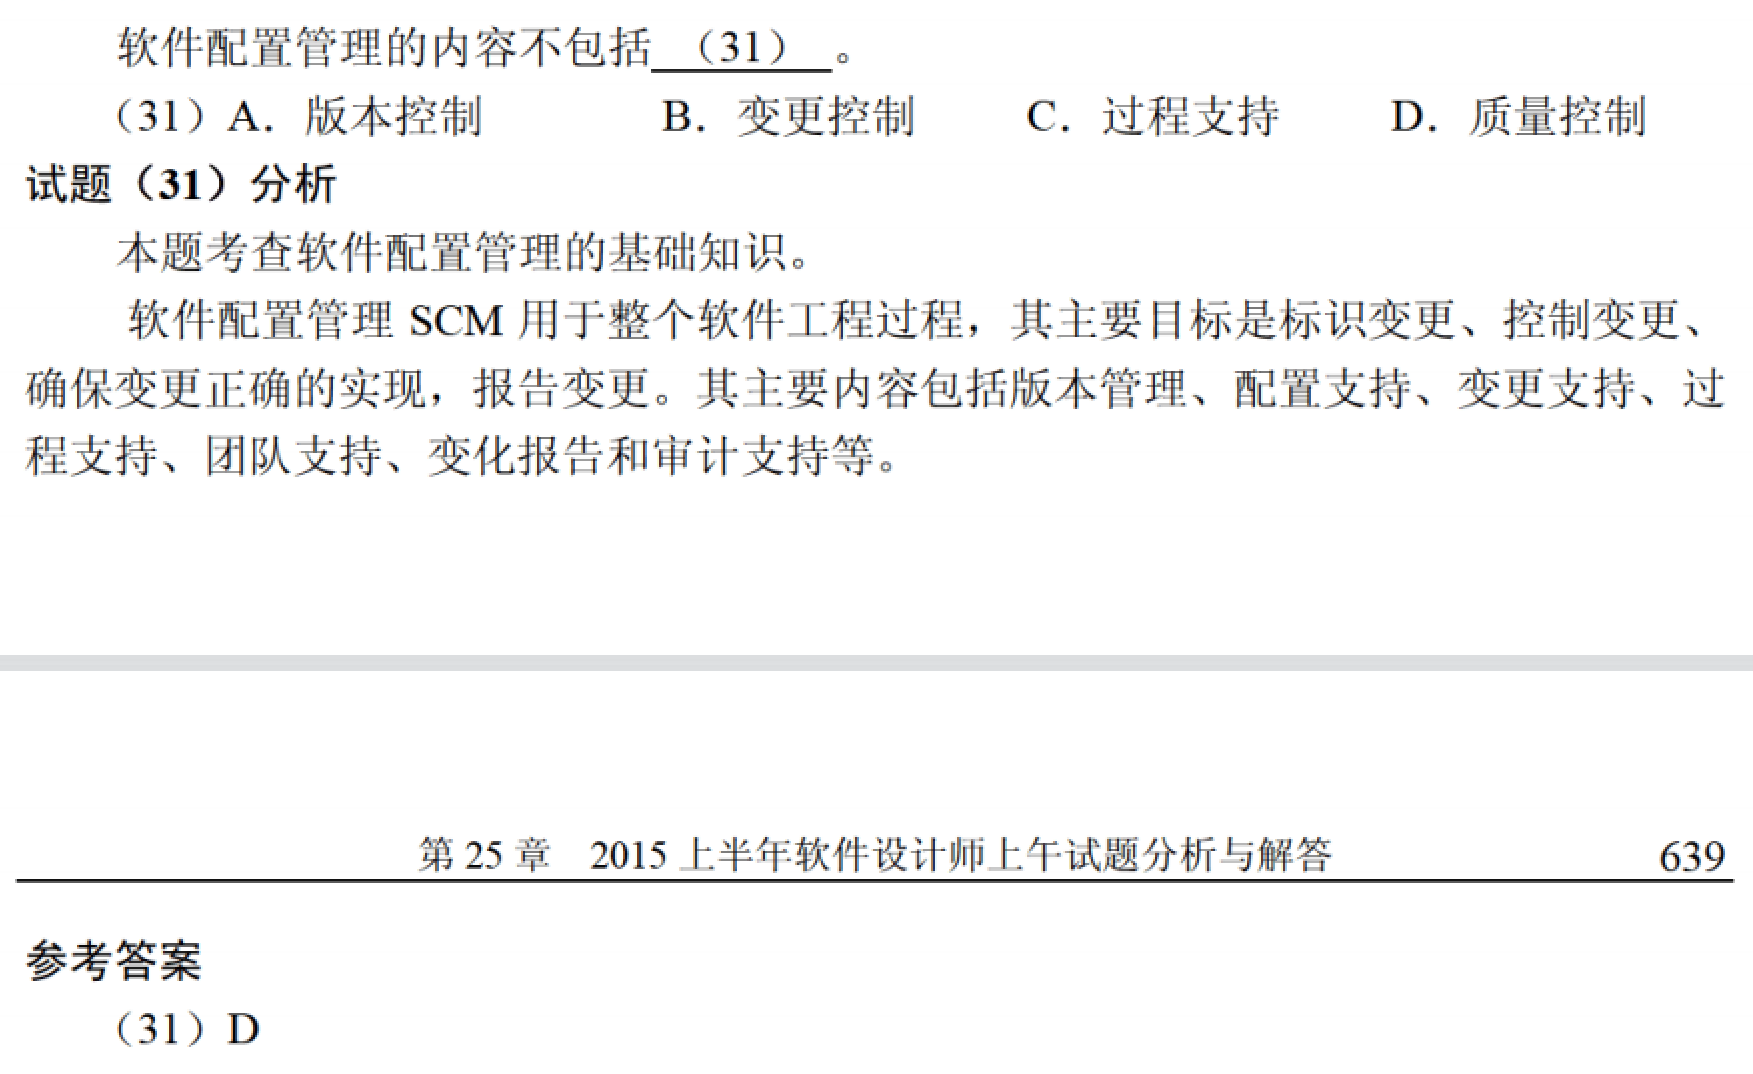 软件配置管理的内容不包括 （31） 。
（31）A．版本控制 B．变更控制 C．过程支持 D．质量控制
试题（31）分析
本题考查软件配置管理的基础知识。
软件配置管理 SCM 用于整个软件工程过程，其主要目标是标识变更、控制变更、
确保变更正确的实现，报告变更。其主要内容包括版本管理、配置支持、变更支持、过
程支持、团队支持、变化报告和审计支持等。
第 25 章 2015 上半年软件设计师上午试题分析与解答 639
参考答案
（31）D